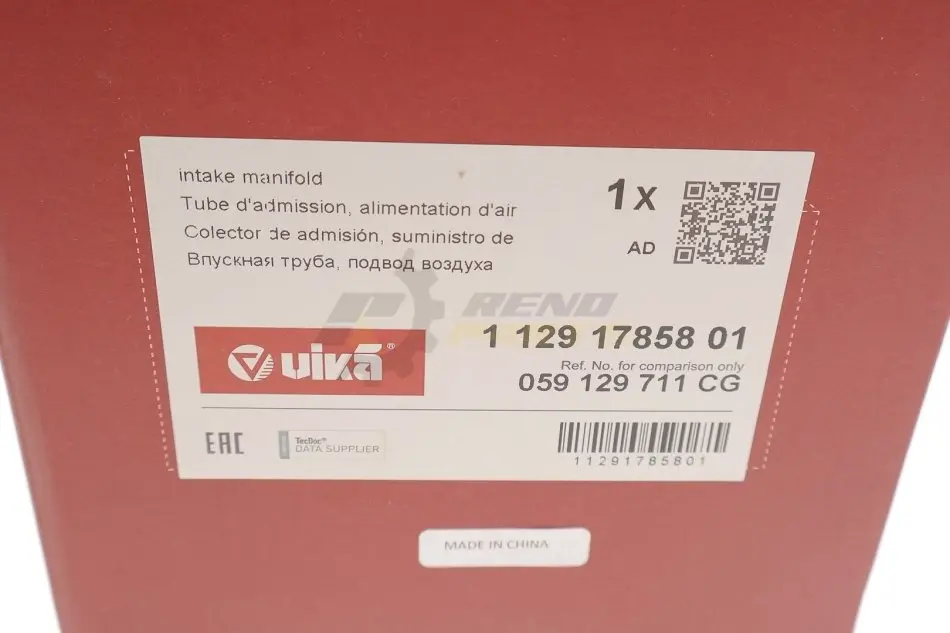 intake manifold
Tube d'admission, alimentation d'air
Colector de admisión, suministro de
Впускная труба, подвод воздуха
1x
AD
RENO
vika®
1 129 17858 01
Ref. No. for comparison only
059 129 711 CG
EAC
TecDoc®
DATA SUPPLIER
11291785801
MADE IN CHINA